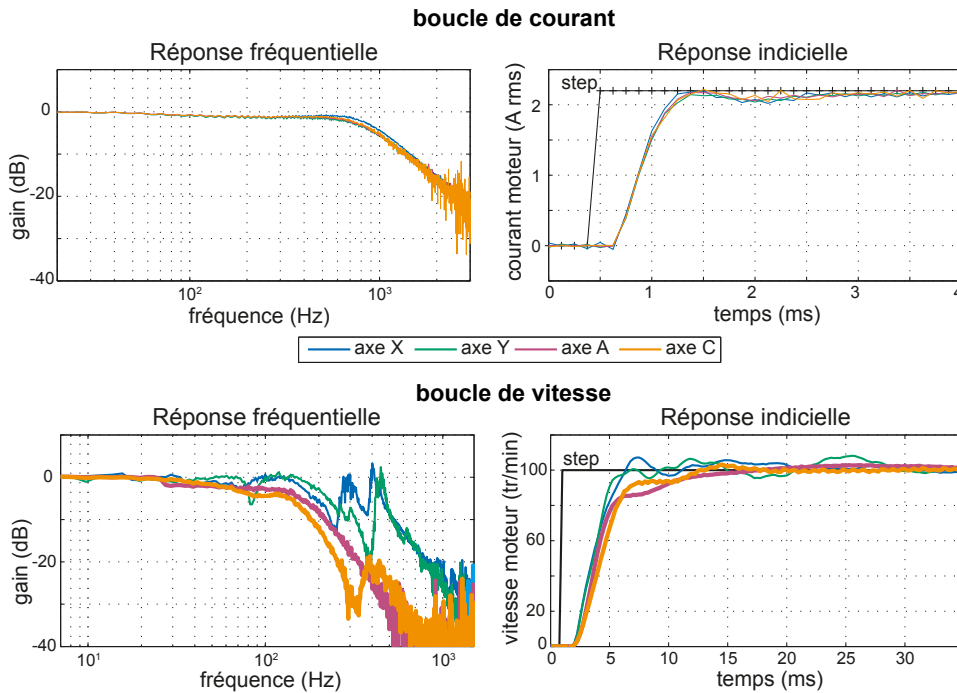 boucle de courant
Réponse fréquentielle
Réponse indicielle
0
-20
-40
gain (dB)
10²
10³
fréquence (Hz)
step
2
1
0
courant moteur (A rms)
0 1 2 3 4
temps (ms)
axe X axe Y axe A axe C
boucle de vitesse
Réponse fréquentielle
Réponse indicielle
0
-20
-40
gain (dB)
10¹ 10² 10³
fréquence (Hz)
step
100
60
20
0
vitesse moteur (tr/min)
0 5 10 15 20 25 30
temps (ms)